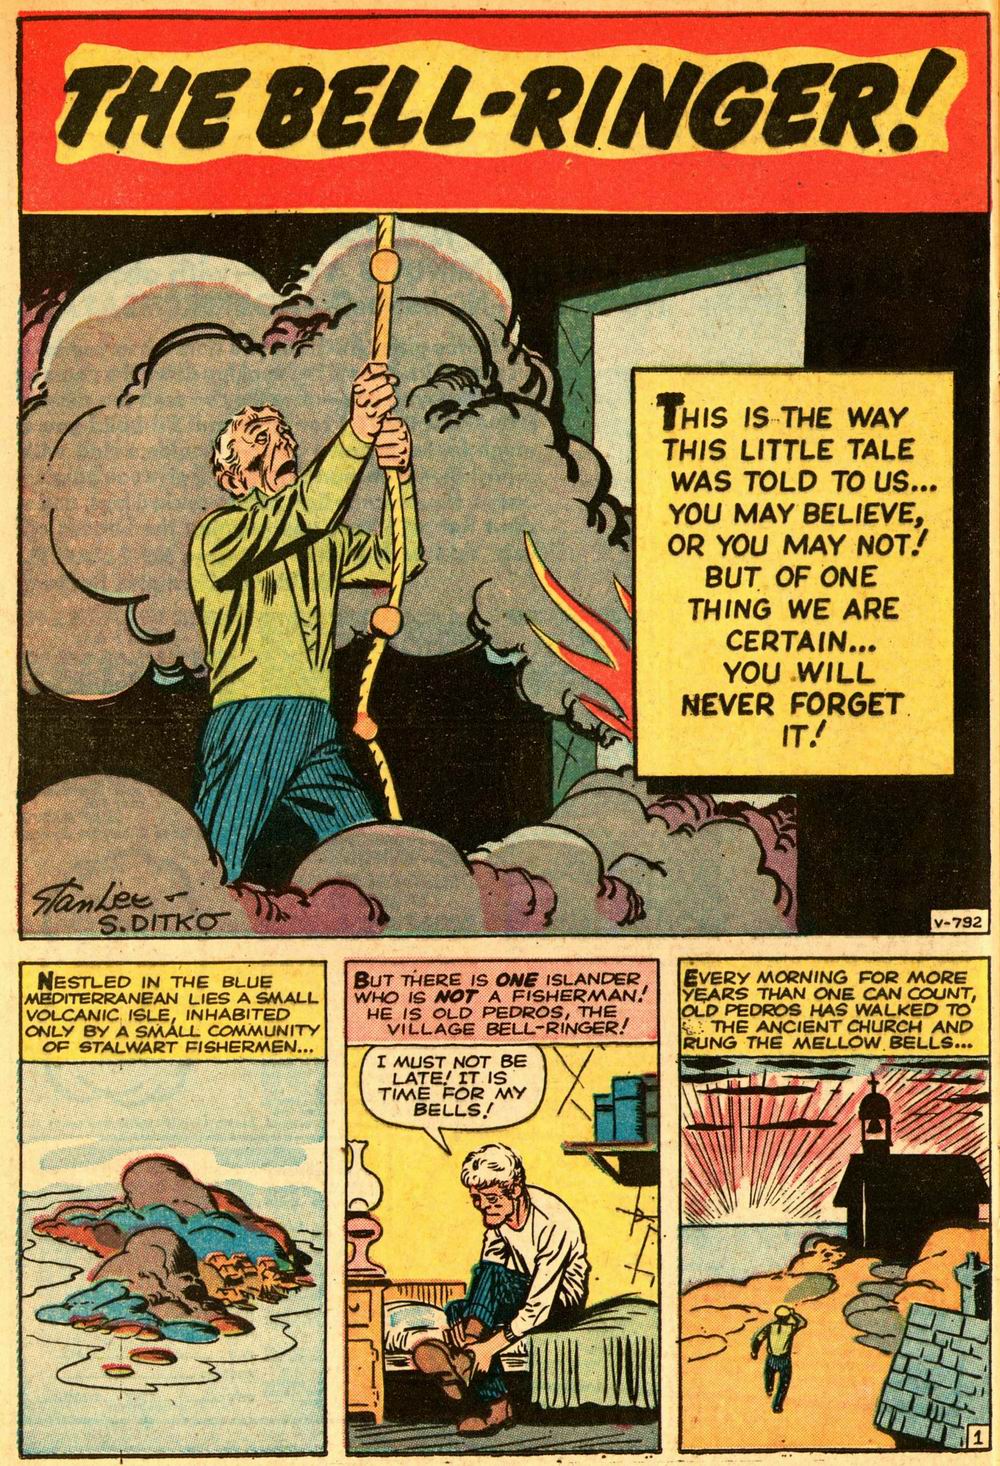 THE BELL-RINGER!
THIS IS THE WAY
THIS LITTLE TALE
WAS TOLD TO US...
YOU MAY BELIEVE,
OR YOU MAY NOT!
BUT OF ONE
THING WE ARE
CERTAIN...
YOU WILL
NEVER FORGET
IT!
Stan Lee -
S. DITKO
V-792
NESTLED IN THE BLUE
MEDITERRANEAN LIES A SMALL
VOLCANIC ISLE, INHABITED
ONLY BY A SMALL COMMUNITY
OF STALWART FISHERMEN...
BUT THERE IS ONE ISLANDER
WHO IS NOT A FISHERMAN!
HE IS OLD PEDROS, THE
VILLAGE BELL-RINGER!
I MUST NOT BE
LATE! IT IS
TIME FOR MY
BELLS!
EVERY MORNING FOR MORE
YEARS THAN ONE CAN COUNT,
OLD PEDROS HAS WALKED TO
THE ANCIENT CHURCH AND
RUNG THE MELLOW BELLS...
1